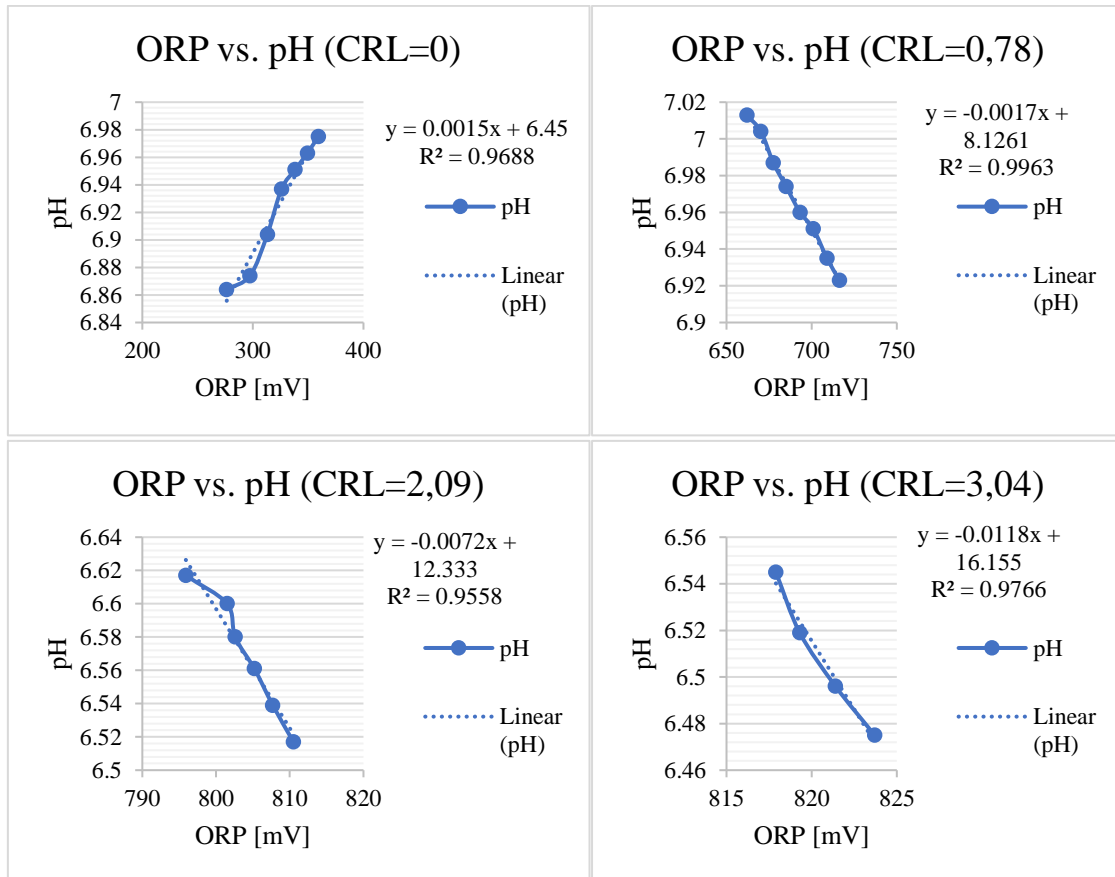 ORP vs. pH (CRL=0)
7
6.98
6.96
6.94
6.92
6.9
6.88
6.86
6.84
pH
200
300
400
ORP [mV]
y = 0.0015x + 6.45
R² = 0.9688
pH
Linear
(pH)
ORP vs. pH (CRL=0,78)
7.02
7
6.98
6.96
6.94
6.92
6.9
pH
650
700
750
ORP [mV]
y = -0.0017x +
8.1261
R² = 0.9963
pH
Linear
(pH)
ORP vs. pH (CRL=2,09)
6.64
6.62
6.6
6.58
6.56
6.54
6.52
6.5
pH
790
800
810
820
ORP [mV]
y = -0.0072x +
12.333
R² = 0.9558
pH
Linear
(pH)
ORP vs. pH (CRL=3,04)
6.56
6.54
6.52
6.5
6.48
6.46
pH
815
820
825
ORP [mV]
y = -0.0118x +
16.155
R² = 0.9766
pH
Linear
(pH)